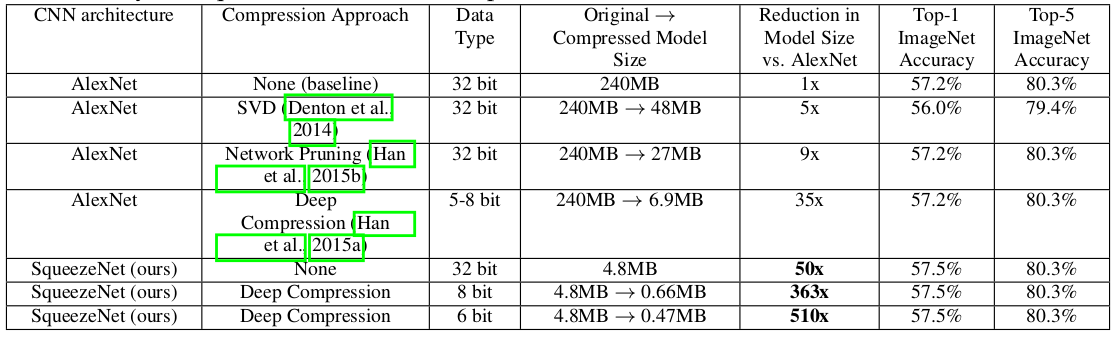 CNN architecture Compression Approach Data Type Original → Compressed Model Size Reduction in Model Size vs. AlexNet Top-1 ImageNet Accuracy Top-5 ImageNet Accuracy
AlexNet None (baseline) 32 bit 240MB 1x 57.2% 80.3%
AlexNet SVD (Denton et al. 2014) 32 bit 240MB → 48MB 5x 56.0% 79.4%
AlexNet Network Pruning (Han et al., 2015b) 32 bit 240MB → 27MB 9x 57.2% 80.3%
AlexNet Deep Compression (Han et al., 2015a) 5-8 bit 240MB → 6.9MB 35x 57.2% 80.3%
SqueezeNet (ours) None 32 bit 4.8MB 50x 57.5% 80.3%
SqueezeNet (ours) Deep Compression 8 bit 4.8MB → 0.66MB 363x 57.5% 80.3%
SqueezeNet (ours) Deep Compression 6 bit 4.8MB → 0.47MB 510x 57.5% 80.3%